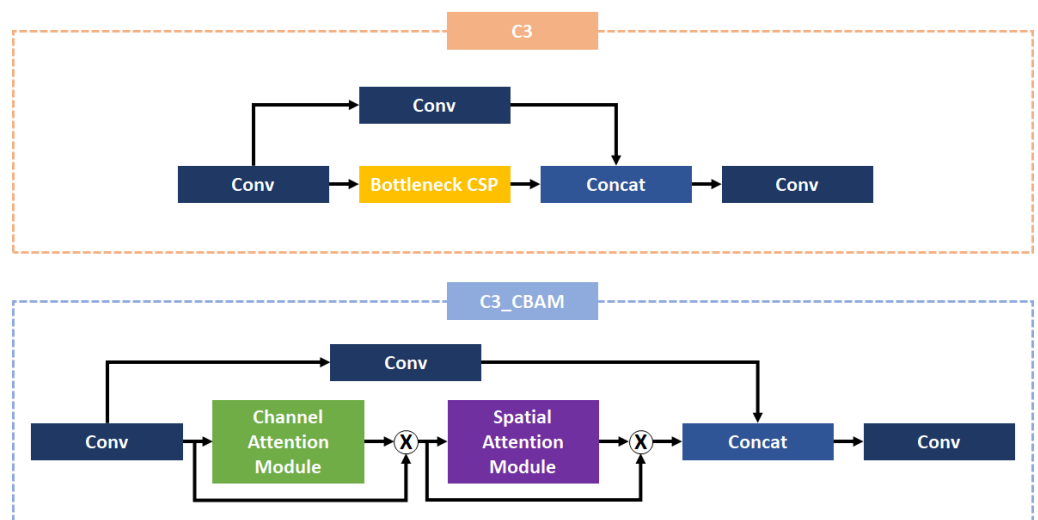 C3
Conv
Conv
Bottleneck CSP
Concat
Conv
C3_CBAM
Conv
Conv
Channel
Attention
Module
X
Spatial
Attention
Module
X
Concat
Conv